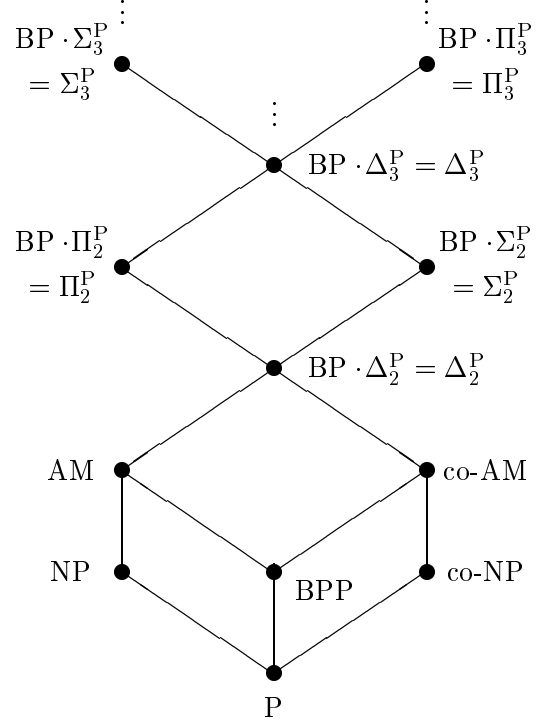 ⋮ ⋮
BP · Σ₃ᴾ BP · Π₃ᴾ
= Σ₃ᴾ = Π₃ᴾ
⋮
BP · Δ₃ᴾ = Δ₃ᴾ
BP · Π₂ᴾ BP · Σ₂ᴾ
= Π₂ᴾ = Σ₂ᴾ
BP · Δ₂ᴾ = Δ₂ᴾ
AM co-AM
NP BPP co-NP
P